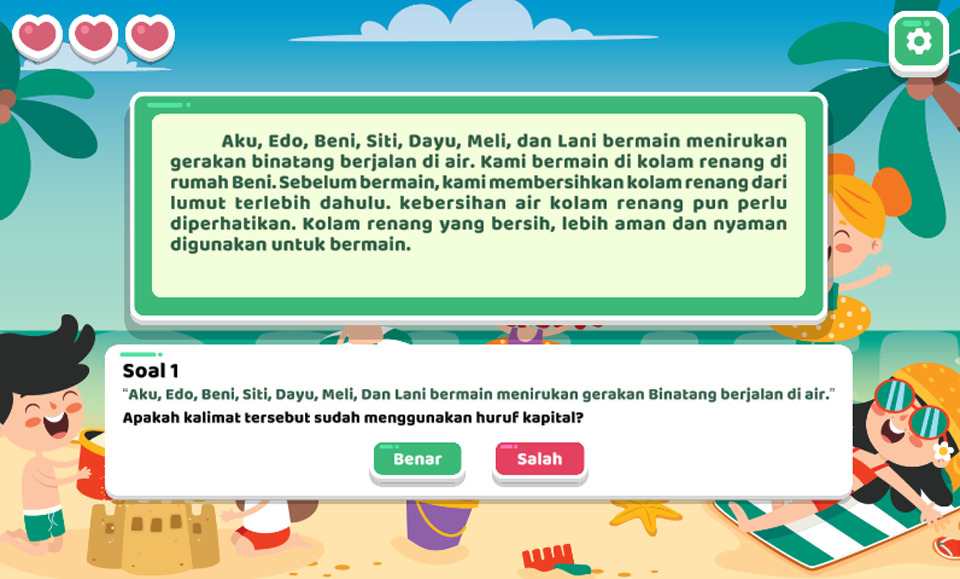 Aku, Edo, Beni, Siti, Dayu, Meli, dan Lani bermain menirukan
gerakan binatang berjalan di air. Kami bermain di kolam renang di
rumah Beni. Sebelum bermain, kami membersihkan kolam renang dari
lumut terlebih dahulu. kebersihan air kolam renang pun perlu
diperhatikan. Kolam renang yang bersih, lebih aman dan nyaman
digunakan untuk bermain.
Soal 1
“Aku, Edo, Beni, Siti, Dayu, Meli, Dan Lani bermain menirukan gerakan Binatang berjalan di air.”
Apakah kalimat tersebut sudah menggunakan huruf kapital?
Benar
Salah